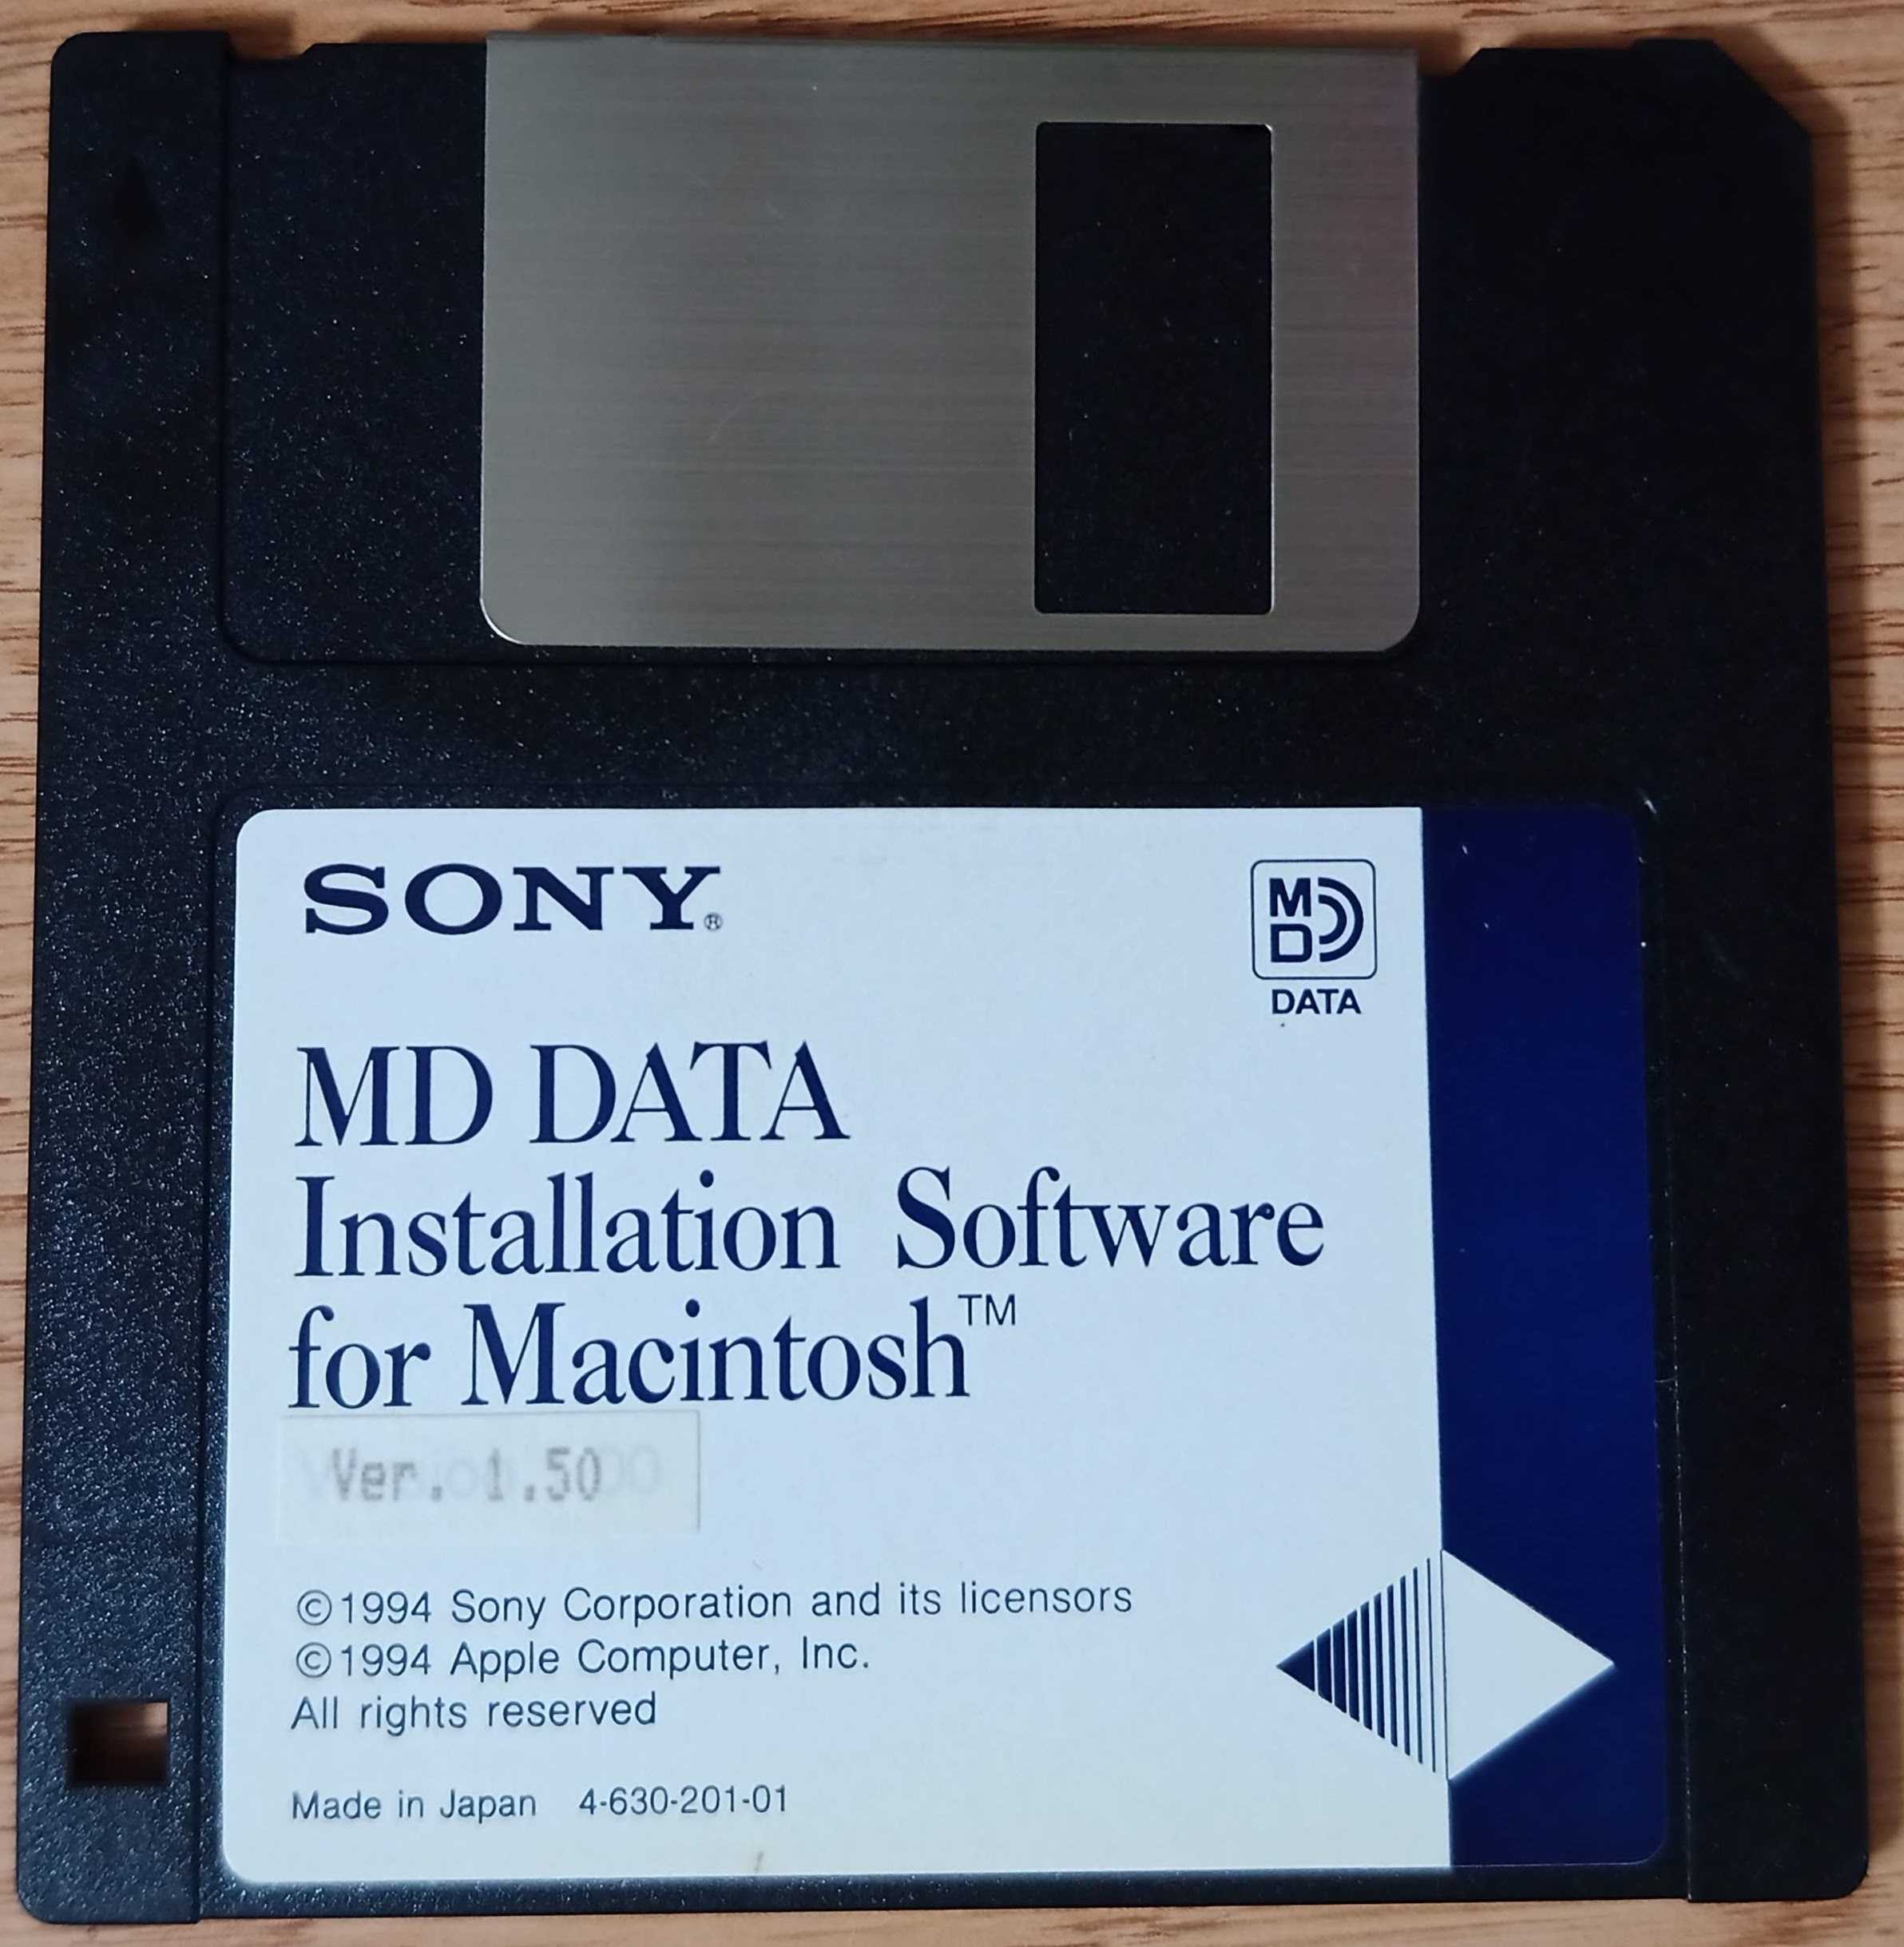 SONY®
MD
DATA
MD DATA
Installation Software
for Macintosh™
Ver. 1.50
©1994 Sony Corporation and its licensors
©1994 Apple Computer, Inc.
All rights reserved
Made in Japan 4-630-201-01